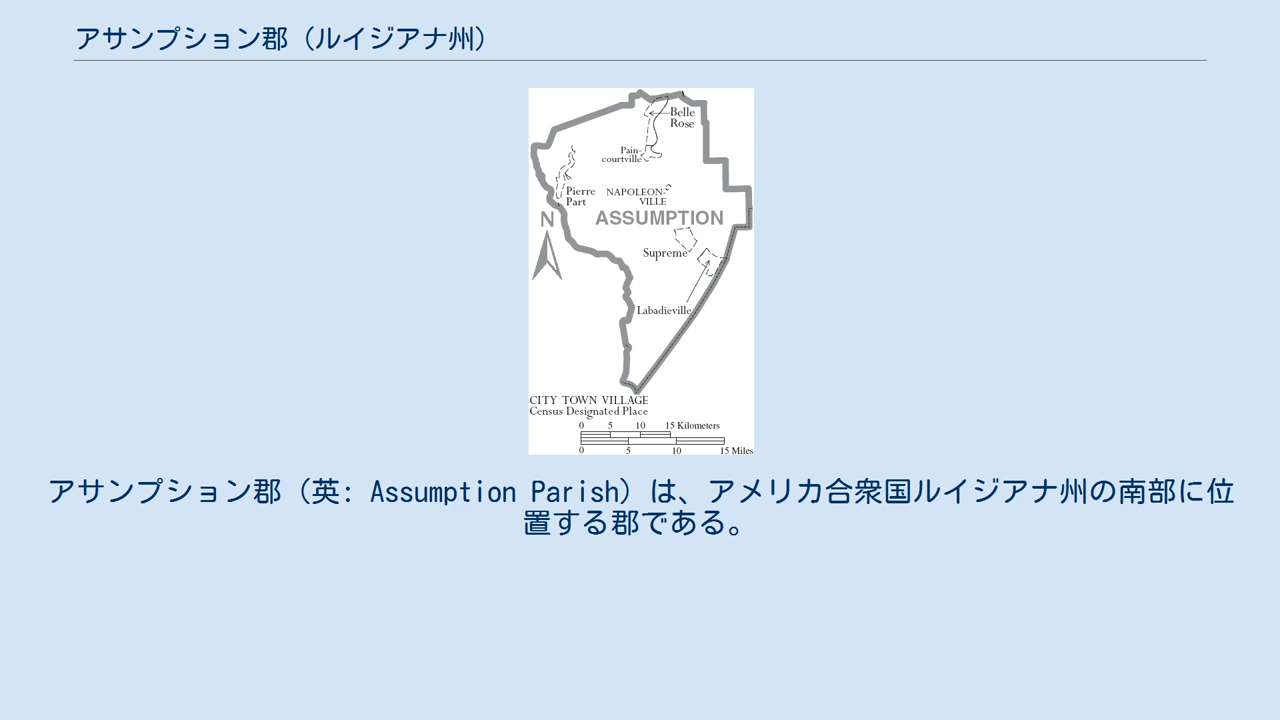 アサンプション郡（ルイジアナ州）
Belle
Rose
Pain-
courtville
Pierre
Part
NAPOLEON-
VILLE
N
ASSUMPTION
Supreme
Labadieville
CITY TOWN VILLAGE
Census Designated Place
0 5 10 15 Kilometers
0 5 10 15 Miles
アサンプション郡（英: Assumption Parish）は、アメリカ合衆国ルイジアナ州の南部に位
置する郡である。